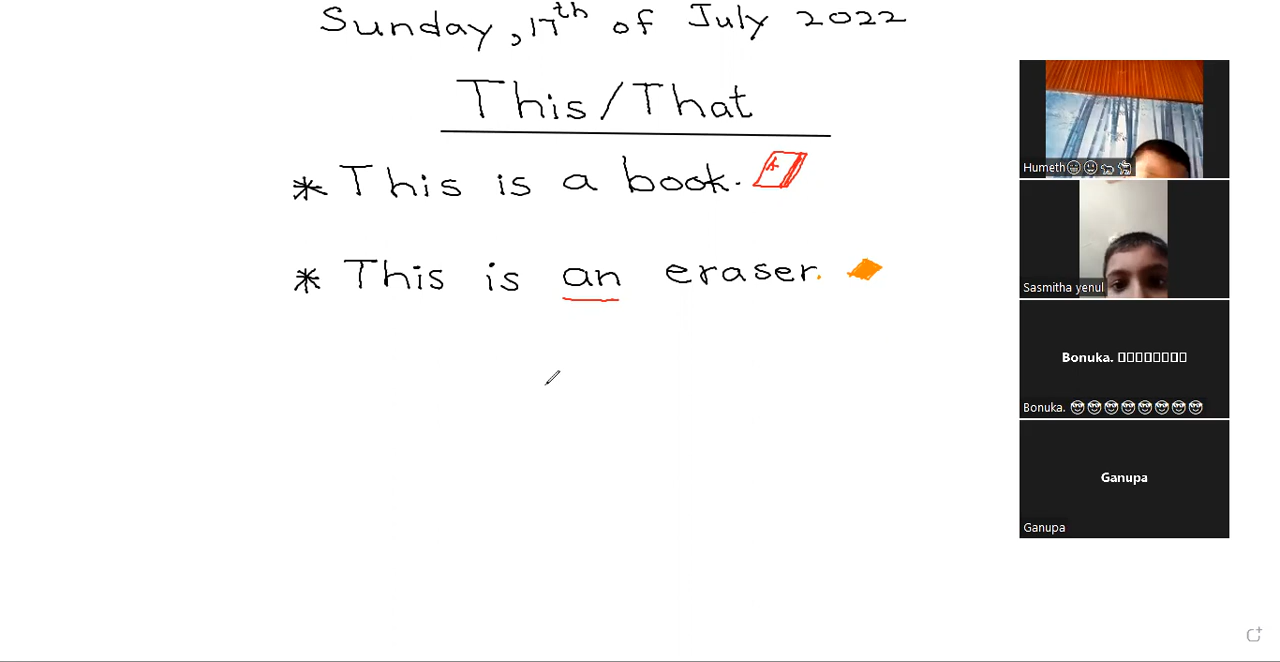 Sunday, 17th of July 2022
This/That
* This is a book.
* This is an eraser.
Humeth😁😃🐪🐕‍🦺
Sasmitha yenul
Bonuka. 
Bonuka. 😎😎😎😎😎😎😎😎
Ganupa
Ganupa